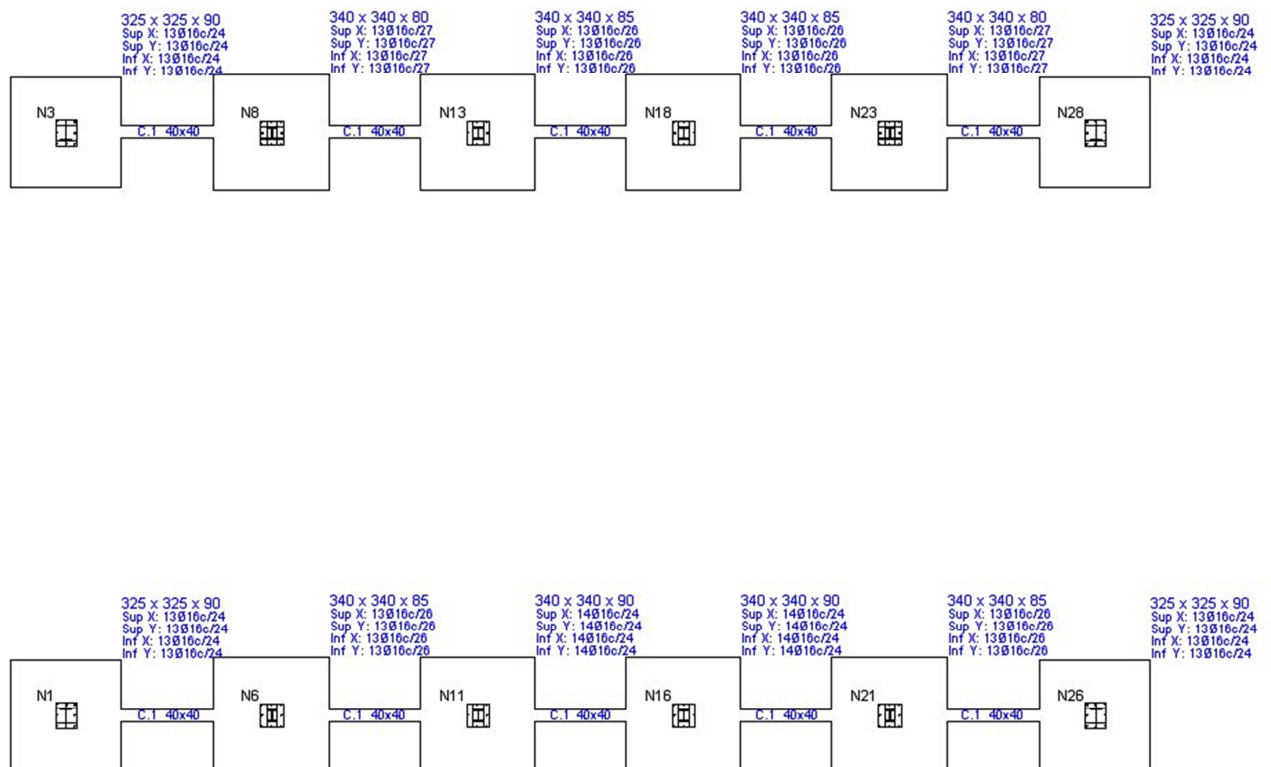 325 x 325 x 90
Sup X: 13Ø16c/24
Sup Y: 13Ø16c/24
Inf X: 13Ø16c/24
Inf Y: 13Ø16c/24
340 x 340 x 80
Sup X: 13Ø16c/27
Sup Y: 13Ø16c/27
Inf X: 13Ø16c/27
Inf Y: 13Ø16c/27
340 x 340 x 85
Sup X: 13Ø16c/26
Sup Y: 13Ø16c/26
Inf X: 13Ø16c/26
Inf Y: 13Ø16c/26
340 x 340 x 85
Sup X: 13Ø16c/26
Sup Y: 13Ø16c/26
Inf X: 13Ø16c/26
Inf Y: 13Ø16c/26
340 x 340 x 80
Sup X: 13Ø16c/27
Sup Y: 13Ø16c/27
Inf X: 13Ø16c/27
Inf Y: 13Ø16c/27
325 x 325 x 90
Sup X: 13Ø16c/24
Sup Y: 13Ø16c/24
Inf X: 13Ø16c/24
Inf Y: 13Ø16c/24
N3
N8
N13
N18
N23
N28
C.1 40x40
C.1 40x40
C.1 40x40
C.1 40x40
C.1 40x40
325 x 325 x 90
Sup X: 13Ø16c/24
Sup Y: 13Ø16c/24
Inf X: 13Ø16c/24
Inf Y: 13Ø16c/24
340 x 340 x 85
Sup X: 13Ø16c/26
Sup Y: 13Ø16c/26
Inf X: 13Ø16c/26
Inf Y: 13Ø16c/26
340 x 340 x 90
Sup X: 14Ø16c/24
Sup Y: 14Ø16c/24
Inf X: 14Ø16c/24
Inf Y: 14Ø16c/24
340 x 340 x 90
Sup X: 14Ø16c/24
Sup Y: 14Ø16c/24
Inf X: 14Ø16c/24
Inf Y: 14Ø16c/24
340 x 340 x 85
Sup X: 13Ø16c/26
Sup Y: 13Ø16c/26
Inf X: 13Ø16c/26
Inf Y: 13Ø16c/26
325 x 325 x 90
Sup X: 13Ø16c/24
Sup Y: 13Ø16c/24
Inf X: 13Ø16c/24
Inf Y: 13Ø16c/24
N1
N6
N11
N16
N21
N26
C.1 40x40
C.1 40x40
C.1 40x40
C.1 40x40
C.1 40x40